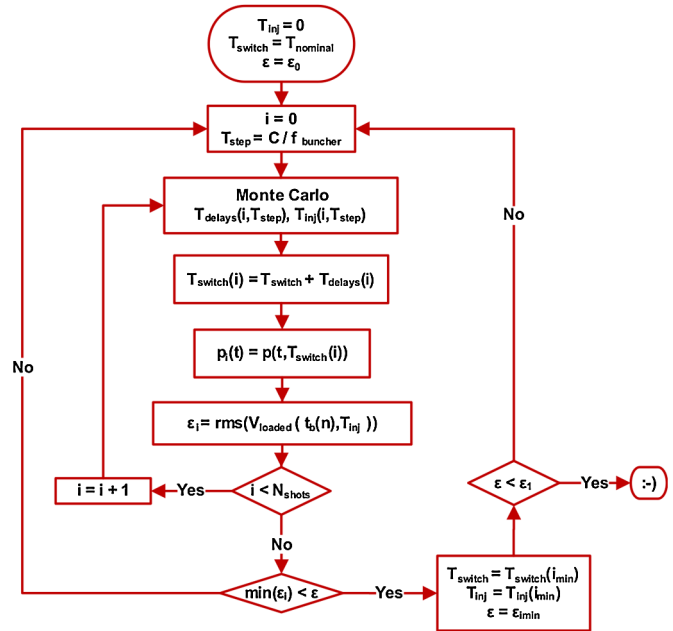 T_inj = 0
T_switch = T_nominal
ε = ε_0
i = 0
T_step = C / f_buncher
Monte Carlo
T_delays(i,T_step), T_inj(i,T_step)
T_switch(i) = T_switch + T_delays(i)
p_i(t) = p(t,T_switch(i))
ε_i = rms(V_loaded ( t_b(n),T_inj ))
i < N_shots
Yes
i = i + 1
No
min(ε_i) < ε
No
Yes
T_switch = T_switch(i_min)
T_inj = T_inj(i_min)
ε = ε_imin
ε < ε_1
No
Yes
:-)